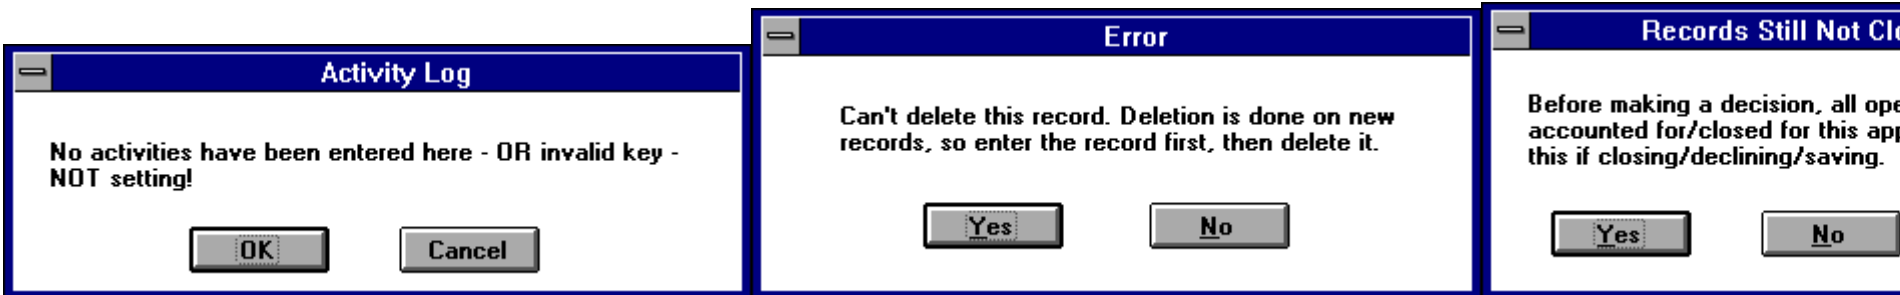 Activity Log
No activities have been entered here - OR invalid key -
NOT setting!
OK Cancel
Error
Can't delete this record. Deletion is done on new
records, so enter the record first, then delete it.
Yes No
Records Still Not
Before making a decision, all
accounted for/closed for this
this if closing/declining/saving.
Yes No